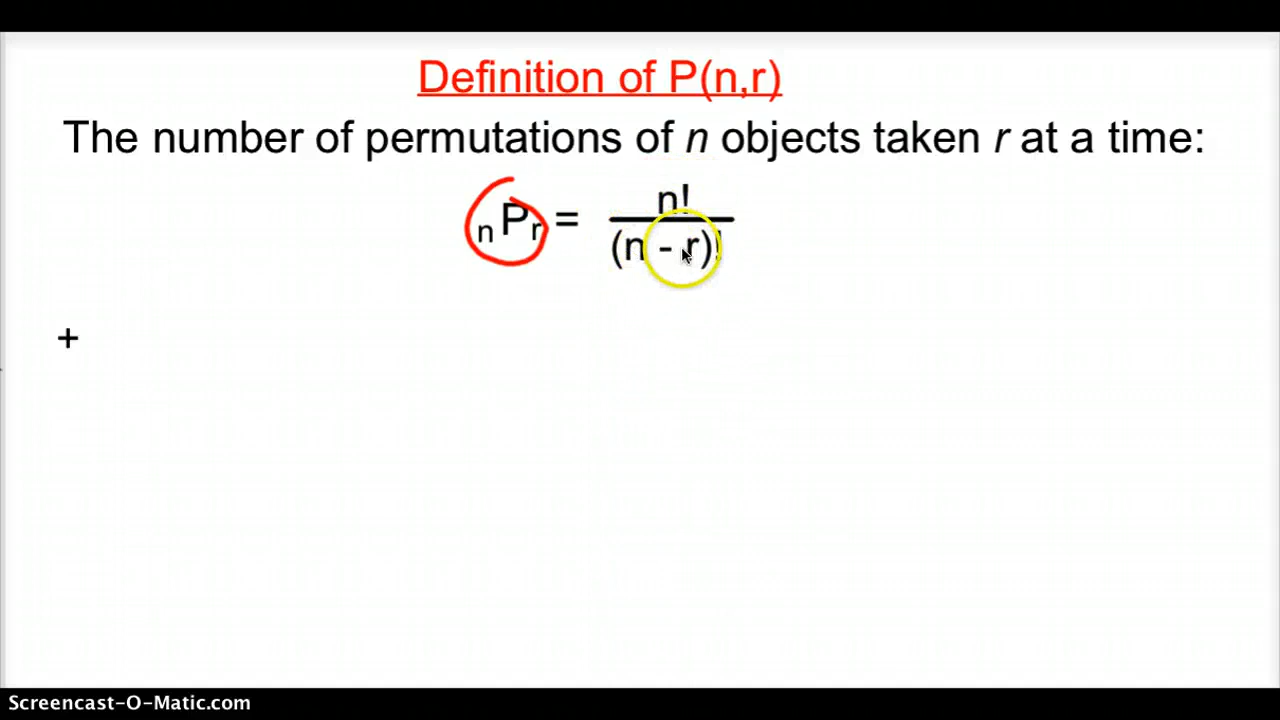 Definition of P(n,r)
The number of permutations of n objects taken r at a time:
nPr = n!
(n - r)!
+
Screencast-O-Matic.com